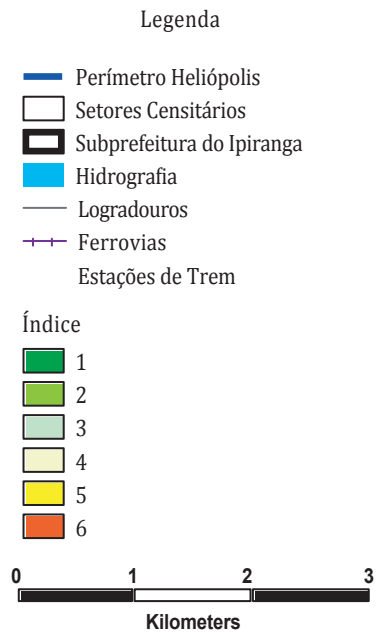 Legenda
Perímetro Heliópolis
Setores Censitários
Subprefeitura do Ipiranga
Hidrografia
Logradouros
Ferrovias
Estações de Trem
Índice
1
2
3
4
5
6
0 1 2 3
Kilometers